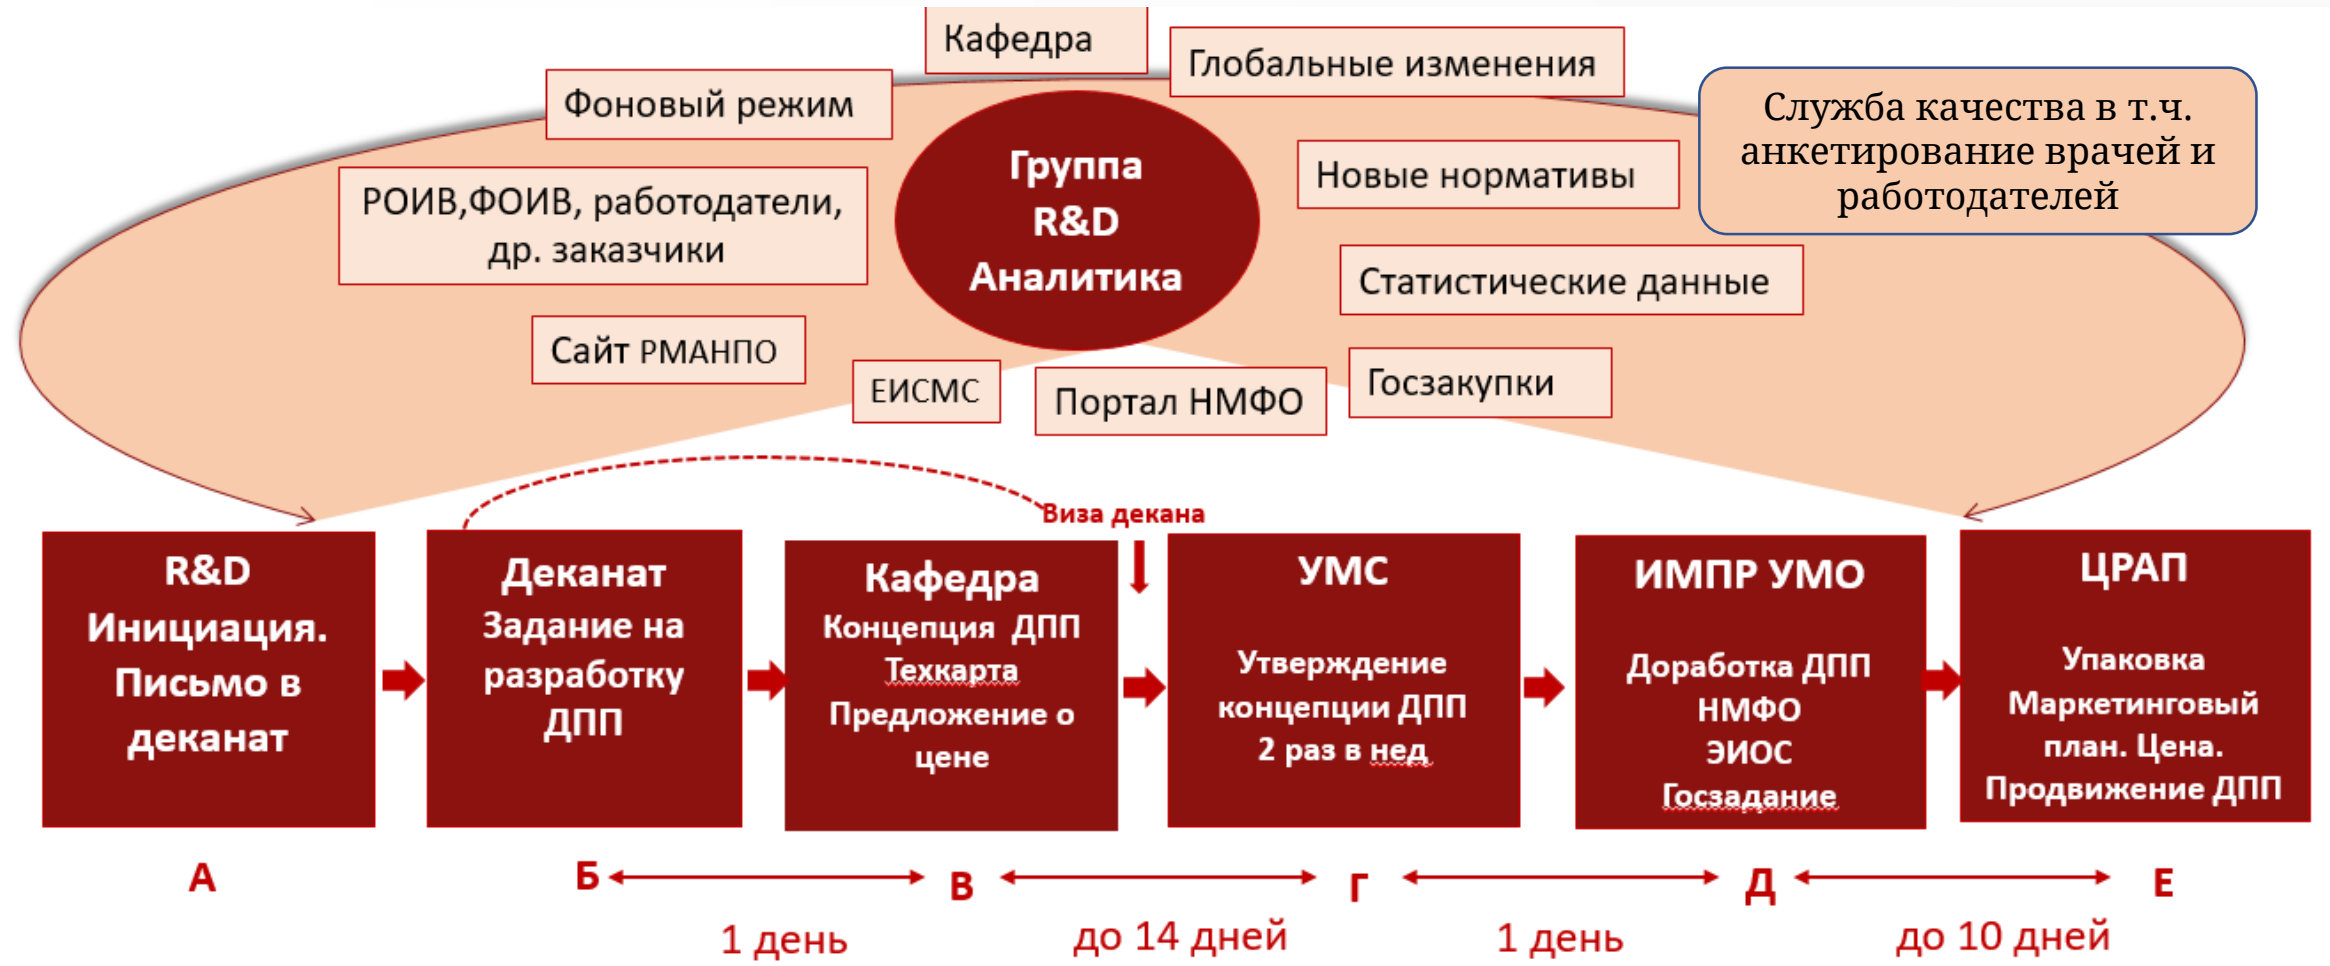 Кафедра
Глобальные изменения
Фоновый режим
Служба качества в т.ч.
анкетирование врачей и
работодателей
Группа
R&D
Аналитика
Новые нормативы
РОИВ,ФОИВ, работодатели,
др. заказчики
Статистические данные
Сайт РМАНПО
ЕИСМС
Портал НМФО
Госзакупки
Виза декана
R&D
Инициация.
Письмо в
деканат
Деканат
Задание на
разработку
ДПП
Кафедра
Концепция ДПП
Техкарта
Предложение о
цене
УМС
Утверждение
концепции ДПП
2 раз в нед
ИМПР УМО
Доработка ДПП
НМФО
ЭИОС
Госзадание
ЦРАП
Упаковка
Маркетинговый
план. Цена.
Продвижение ДПП
А
Б
В
Г
Д
Е
1 день
до 14 дней
1 день
до 10 дней